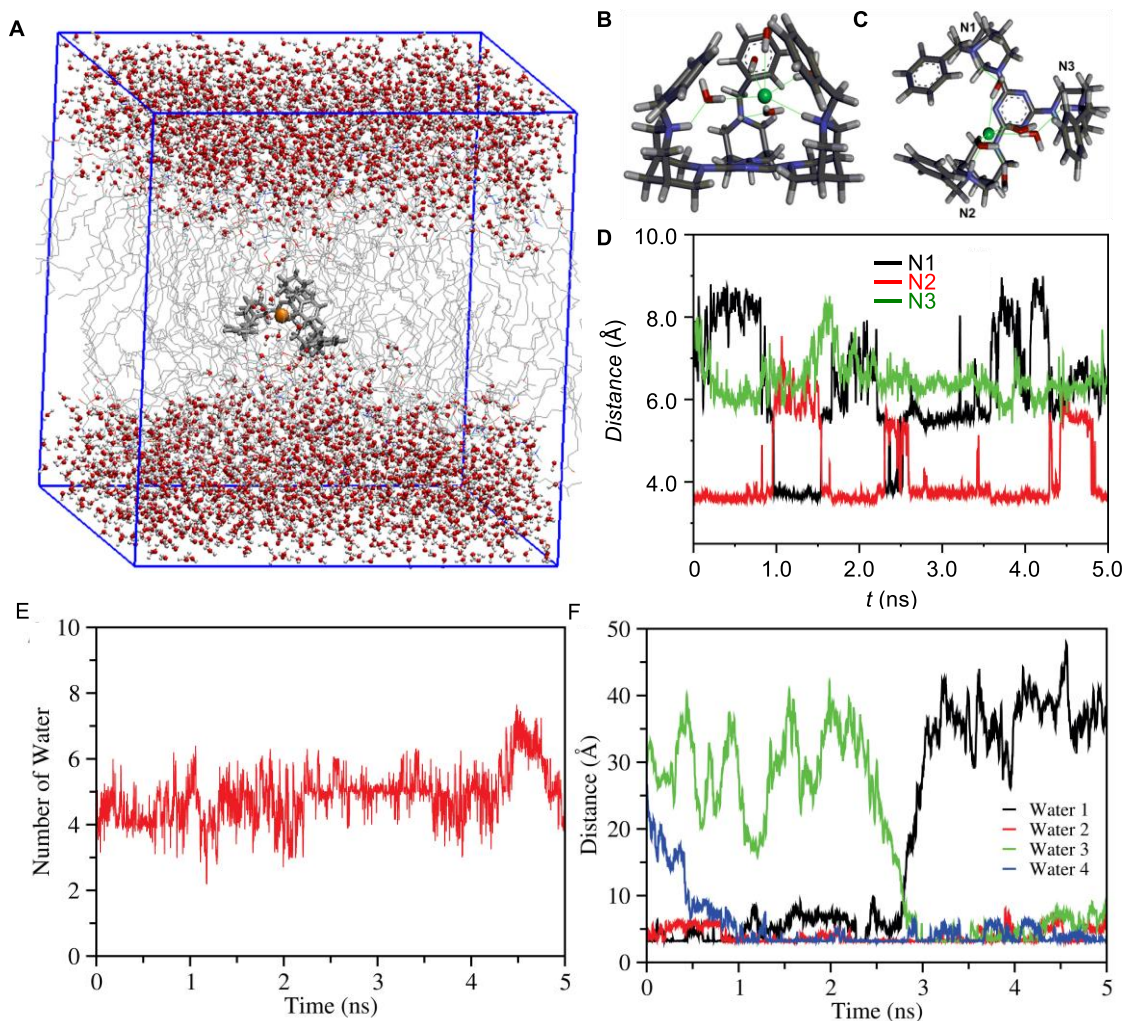 A
B
C
N1
N3
N2
D
10.0
8.0
6.0
4.0
Distance (Å)
N1
N2
N3
0
1.0
2.0
3.0
4.0
5.0
t (ns)
E
10
8
6
4
2
0
Number of Water
0
1
2
3
4
5
Time (ns)
F
50
40
30
20
10
0
Distance (Å)
Water 1
Water 2
Water 3
Water 4
0
1
2
3
4
5
Time (ns)